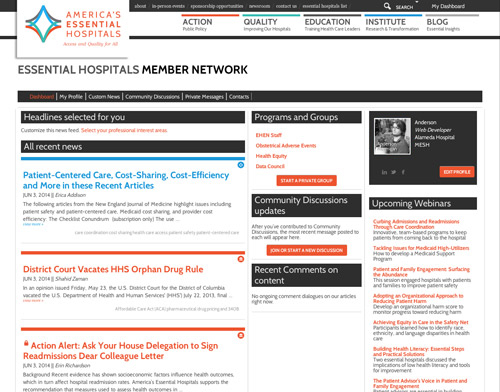 about   in-person events   sponsorship opportunities   newsroom   contact us   essential hospitals list   SEARCH   My Dashboard
AMERICA'S
ESSENTIAL
HOSPITALS
Access and Quality for All
ACTION
Public Policy
QUALITY
Improving Our Hospitals
EDUCATION
Training Health Care Leaders
INSTITUTE
Research & Transformation
BLOG
Essential Insights
ESSENTIAL HOSPITALS MEMBER NETWORK
Dashboard | My Profile | Custom News | Community Discussions | Private Messages | Contacts |
Headlines selected for you
Customize this news feed. Select your professional interest areas.
All recent news
Patient-Centered Care, Cost-Sharing, Cost-Efficiency
and More in these Recent Articles
JUN 3, 2014 || Erica Addison
The following articles from the New England Journal of Medicine highlight issues including
patient safety and patient-centered care, Medicaid cost sharing, and provider cost
efficiency. The Checklist Conundrum (subscription only) The use ...
care coordination cost sharing health care access patient safety patient-centered care
District Court Vacates HHS Orphan Drug Rule
JUN 3, 2014 || Shahid Zaman
In an opinion issued Friday, May 23, the U.S. District Court for the District of Columbia
vacated the U.S. Department of Health and Human Services' (HHS') July 22, 2013, final ...
Affordable Care Act (ACA) pharmaceutical drug pricing and 340B
Action Alert: Ask Your House Delegation to Sign
Readmissions Dear Colleague Letter
JUN 3, 2014 || Erin Richardson
Background Recent evidence has shown socioeconomic factors influence health outcomes,
which in turn affect hospital readmission rates. America's Essential Hospitals supports the
recommendation that measures used to assess health outcomes in ...
Programs and Groups
EHEN Staff
Obstetrical Adverse Events
Health Equity
Data Council
START A PRIVATE GROUP
Community Discussions
updates
After you've contributed to Community
Discussions, the most recent message posted to
each will appear here.
JOIN OR START A NEW DISCUSSION
Recent Comments on
content
No ongoing comment dialogues on our articles
right now.
Anderson
Web Developer
Alameda Hospital
MIESH
EDIT PROFILE
Upcoming Webinars
Cutting Admissions and Readmissions
Through Care Coordination
Innovative, team-based programs to keep
patients from coming back to the hospital
Tackling Issues for Medicaid High-Utilizers
How to develop a Medicaid Support
Program
Patient and Family Engagement: Surfacing
the Abundance
This session engaged hospitals with patients
and families to improve patient safety
Adopting an Organizational Approach to
Reducing Patient Harm
Develop an organizational harm score to
monitor progress toward reducing harm
Achieving Equity in Care in the Safety Net
Participants learned how to identify race,
ethnicity, and language disparities in health
care
Building Health Literacy: Essential Steps
and Practical Solutions
Two essential hospitals discussed the
implications of low health literacy and tools
for improvement
The Patient Advisor's Voice in Patient and
Family Engagement